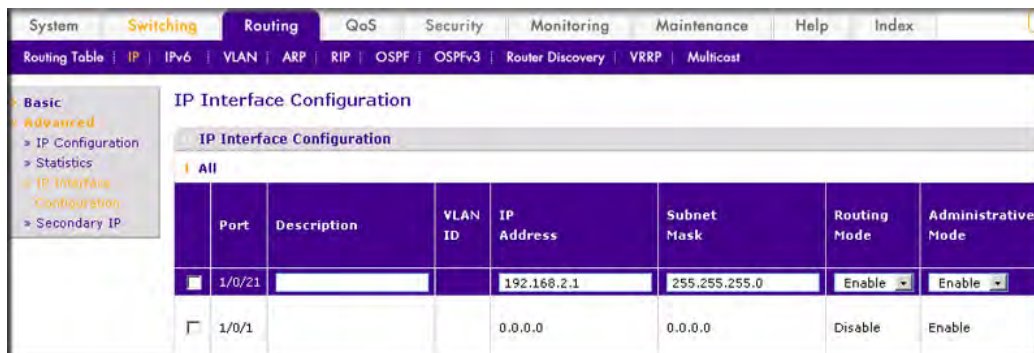 System Switching Routing QoS Security Monitoring Maintenance Help Index
Routing Table | IP | IPv6 | VLAN | ARP | RIP | OSPF | OSPFv3 | Router Discovery | VRRP | Multicast
Basic
Advanced
» IP Configuration
» Statistics
» IP Interface
Configuration
» Secondary IP
IP Interface Configuration
IP Interface Configuration
All
Port Description VLAN ID IP Address Subnet Mask Routing Mode Administrative Mode
1/0/21 192.168.2.1 255.255.255.0 Enable Enable
1/0/1 0.0.0.0 0.0.0.0 Disable Enable